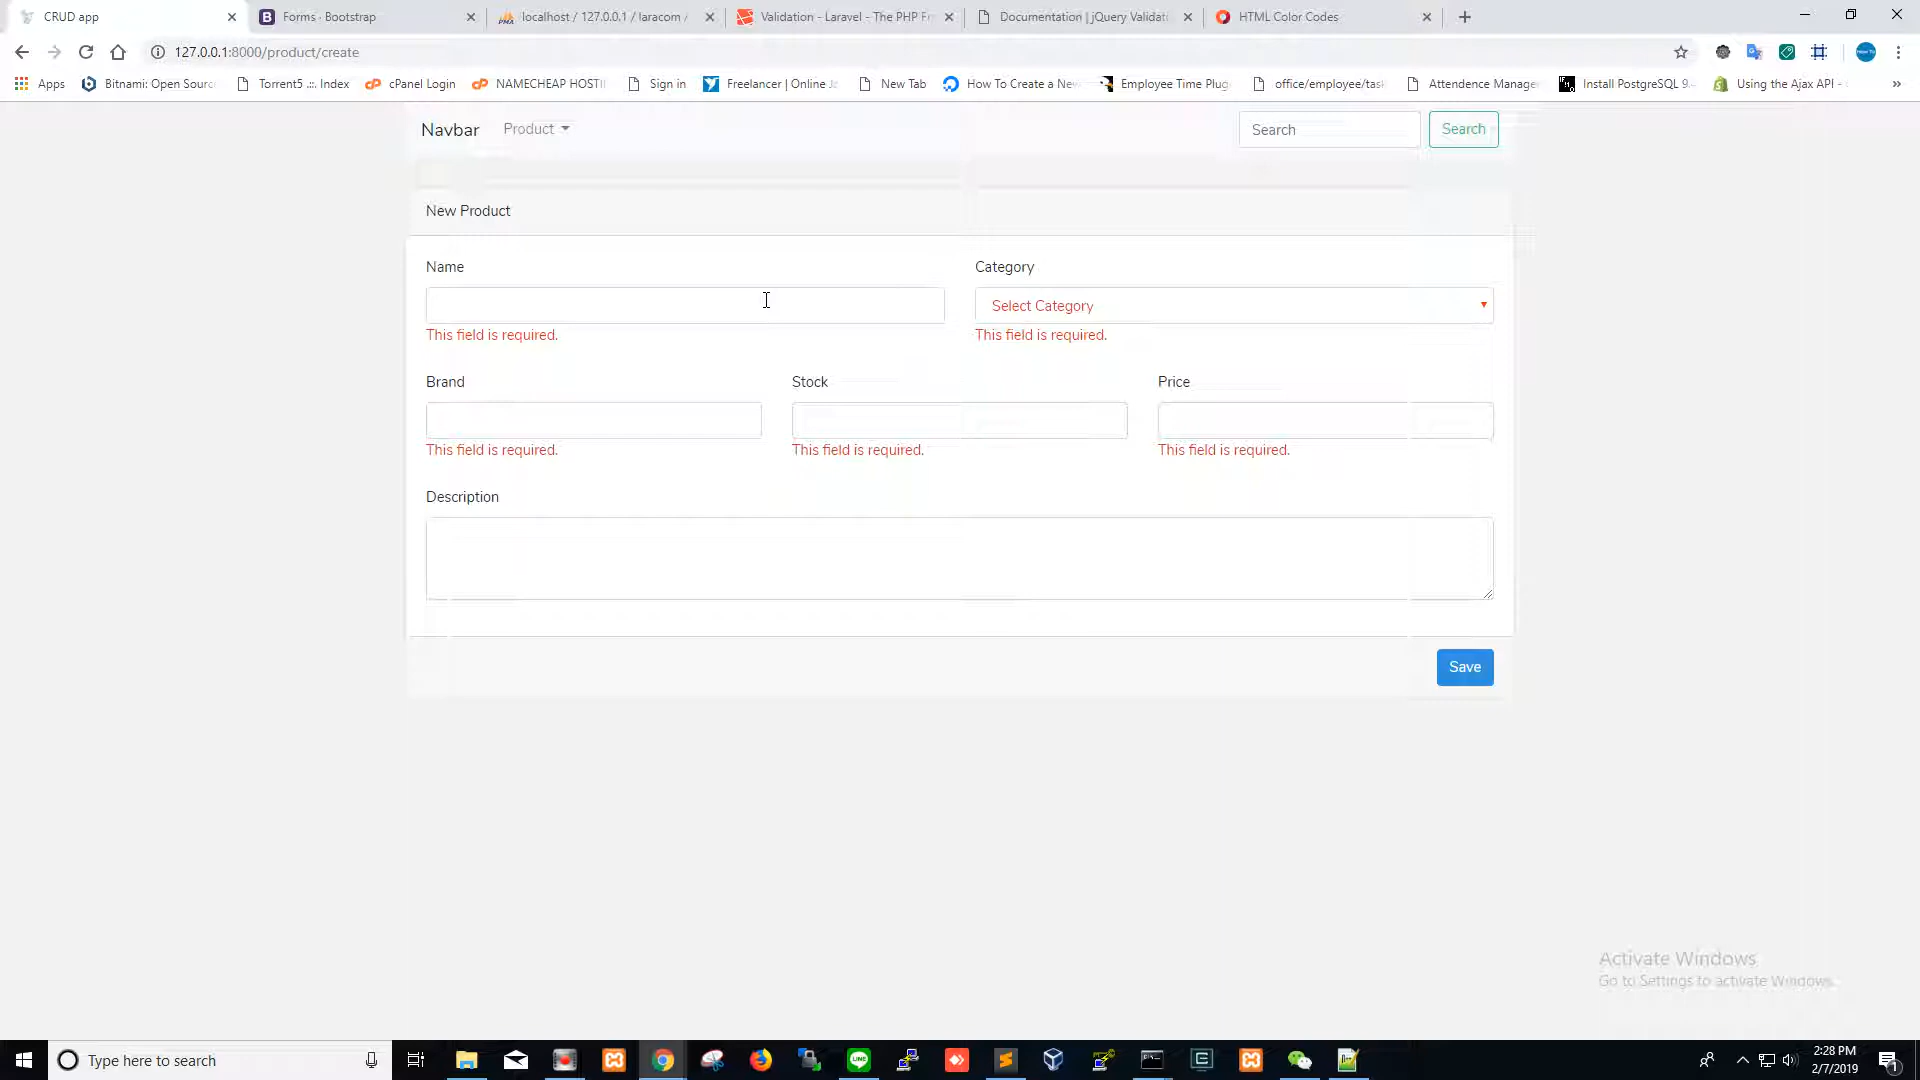 CRUD app
Forms · Bootstrap
localhost / 127.0.0.1 / laracom /
Validation - Laravel - The PHP Fr
Documentation | jQuery Validati
HTML Color Codes
127.0.0.1:8000/product/create
Apps
Bitnami: Open Sourc
Torrent5 .::. Index
cPanel Login
NAMECHEAP HOSTI
Sign in
Freelancer | Online Jo
New Tab
How To Create a New
Employee Time Plug
office/employee/task
Attendence Manager
Install PostgreSQL 9.
Using the Ajax API -
»
Navbar
Product
Search
Search
New Product
Name
Category
Select Category
This field is required.
This field is required.
Brand
Stock
Price
This field is required.
This field is required.
This field is required.
Description
Save
Activate Windows
Go to Settings to activate Windows.
Type here to search
2:28 PM
2/7/2019
1